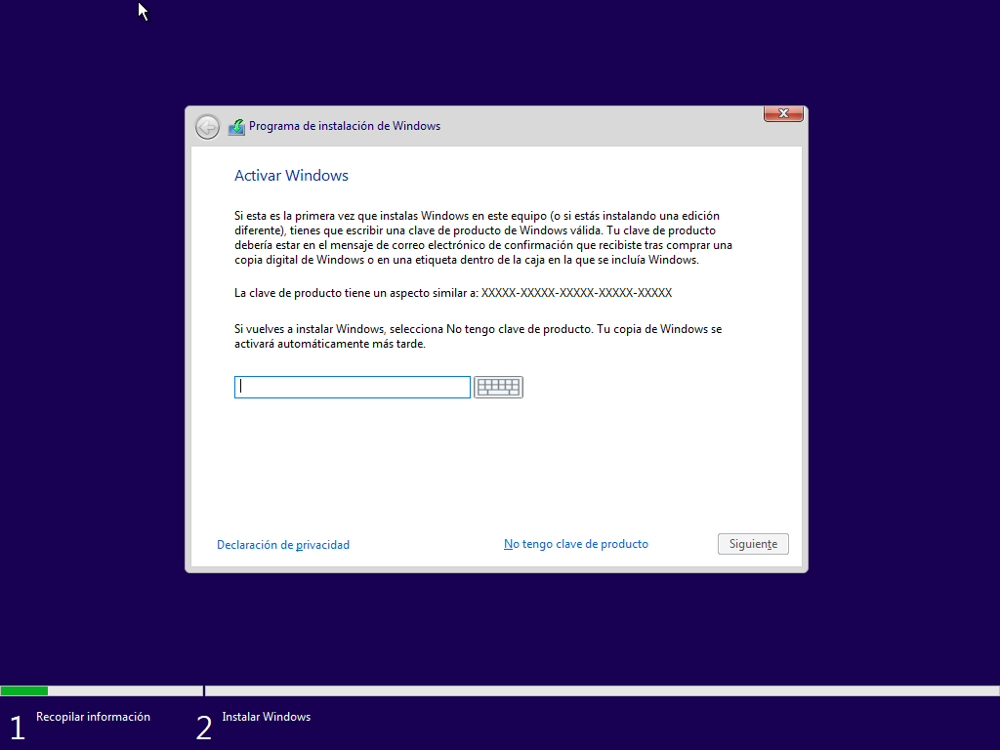 Programa de instalación de Windows
Activar Windows
Si esta es la primera vez que instalas Windows en este equipo (o si estás instalando una edición
diferente), tienes que escribir una clave de producto de Windows válida. Tu clave de producto
debería estar en el mensaje de correo electrónico de confirmación que recibiste tras comprar una
copia digital de Windows o en una etiqueta dentro de la caja en la que se incluía Windows.
La clave de producto tiene un aspecto similar a: XXXXX-XXXXX-XXXXX-XXXXX-XXXXX
Si vuelves a instalar Windows, selecciona No tengo clave de producto. Tu copia de Windows se
activará automáticamente más tarde.
Declaración de privacidad
No tengo clave de producto
Siguiente
1 Recopilar información
2 Instalar Windows